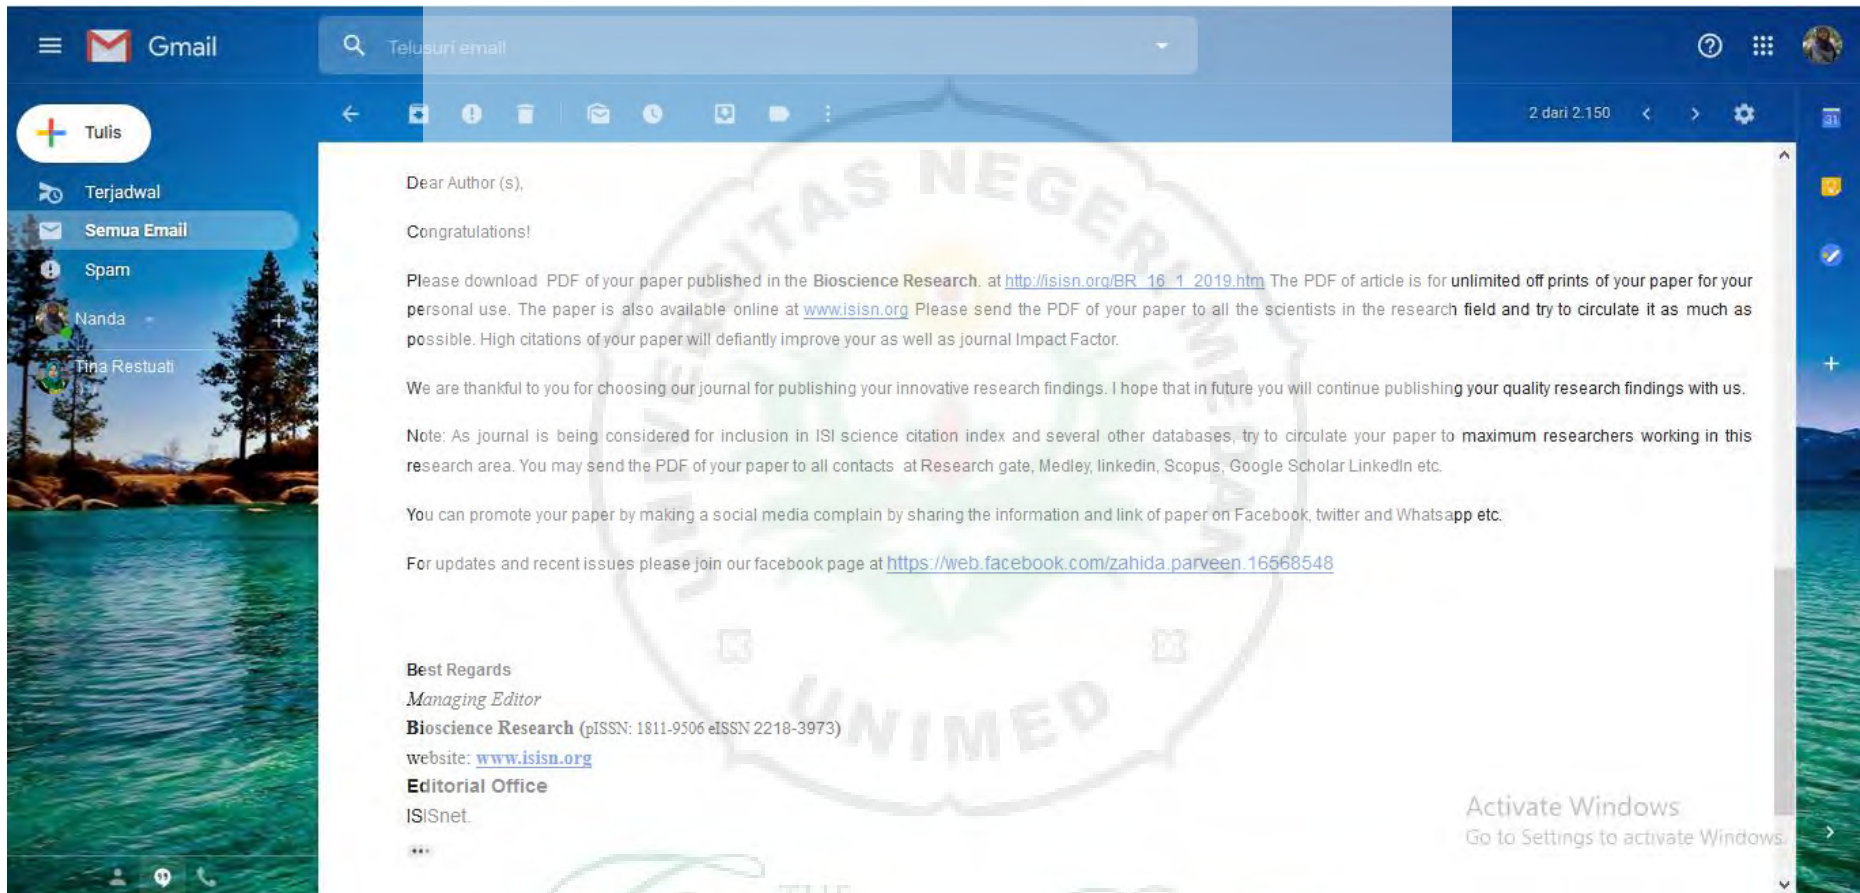 Gmail
Telusuri email
Tulis
2 dari 2.150
31
Terjadwal
Semua Email
Spam
Nanda
Tina Restuati
Dear Author (s),
Congratulations!
Please download PDF of your paper published in the Bioscience Research. at http://isisn.org/BR_16_1_2019.htm The PDF of article is for unlimited off prints of your paper for your
personal use. The paper is also available online at www.isisn.org Please send the PDF of your paper to all the scientists in the research field and try to circulate it as much as
possible. High citations of your paper will defiantly improve your as well as journal Impact Factor.
We are thankful to you for choosing our journal for publishing your innovative research findings. I hope that in future you will continue publishing your quality research findings with us.
Note: As journal is being considered for inclusion in ISI science citation index and several other databases, try to circulate your paper to maximum researchers working in this
research area. You may send the PDF of your paper to all contacts at Research gate, Medley, linkedin, Scopus, Google Scholar LinkedIn etc.
You can promote your paper by making a social media complain by sharing the information and link of paper on Facebook, twitter and Whatsapp etc.
For updates and recent issues please join our facebook page at https://web.facebook.com/zahida.parveen.16568548
Best Regards
Managing Editor
Bioscience Research (pISSN: 1811-9506 eISSN 2218-3973)
website: www.isisn.org
Editorial Office
ISISnet.
Activate Windows
Go to Settings to activate Windows.
UNIVERSITAS NEGERI MEDAN
UNIMED
THE